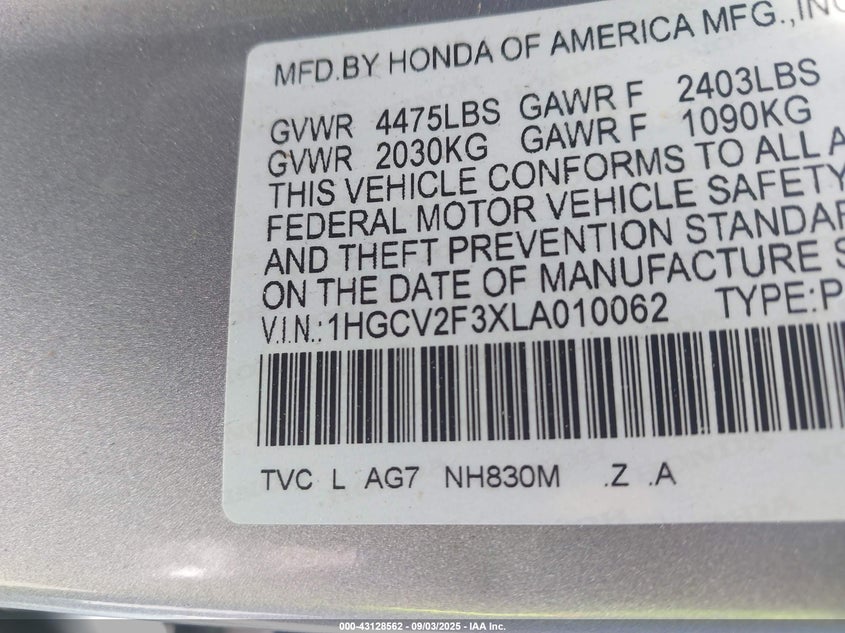 MFD.BY HONDA OF AMERICA MFG.,INC
GVWR 4475LBS GAWR F 2403LBS
GVWR 2030KG GAWR F 1090KG
THIS VEHICLE CONFORMS TO ALL A
FEDERAL MOTOR VEHICLE SAFETY
AND THEFT PREVENTION STANDAR
ON THE DATE OF MANUFACTURE S
V.I.N.:1HGCV2F3XLA010062 TYPE:P
TVC L AG7 NH830M .Z .A
000-43128562 - 09/03/2025 - IAA Inc.